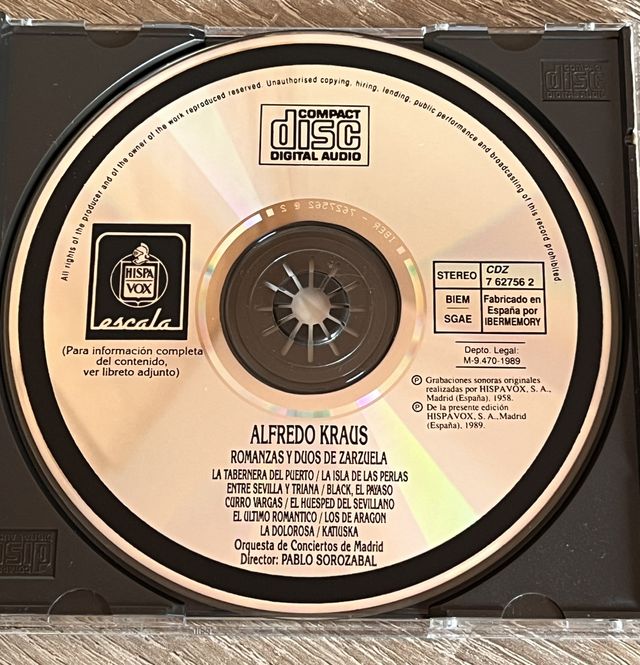 All rights of the producer and of the owner of the work reproduced reserved. Unauthorised copying, hiring, lending, public performance and broadcasting of this record prohibited
COMPACT
disc
DIGITAL AUDIO
disc
HISPA
VOX
escala
(Para información completa
del contenido,
ver libreto adjunto)
IBER - 7627562 @ 2
STEREO
CDZ
7 62756 2
BIEM
SGAE
Fabricado en
España por
IBERMEMORY
Depto. Legal:
M-9.470-1989
Ⓟ Grabaciones sonoras originales
realizadas por HISPAVOX, S. A.,
Madrid (España). 1958.
Ⓟ De la presente edición
HISPAVOX, S. A., Madrid
(España), 1989.
ALFREDO KRAUS
ROMANZAS Y DUOS DE ZARZUELA
LA TABERNERA DEL PUERTO / LA ISLA DE LAS PERLAS
ENTRE SEVILLA Y TRIANA / BLACK, EL PAYASO
CURRO VARGAS / EL HUESPED DEL SEVILLANO
EL ULTIMO ROMANTICO / LOS DE ARAGON
LA DOLOROSA / KATIUSKA
Orquesta de Conciertos de Madrid
Director: PABLO SOROZABAL
disc